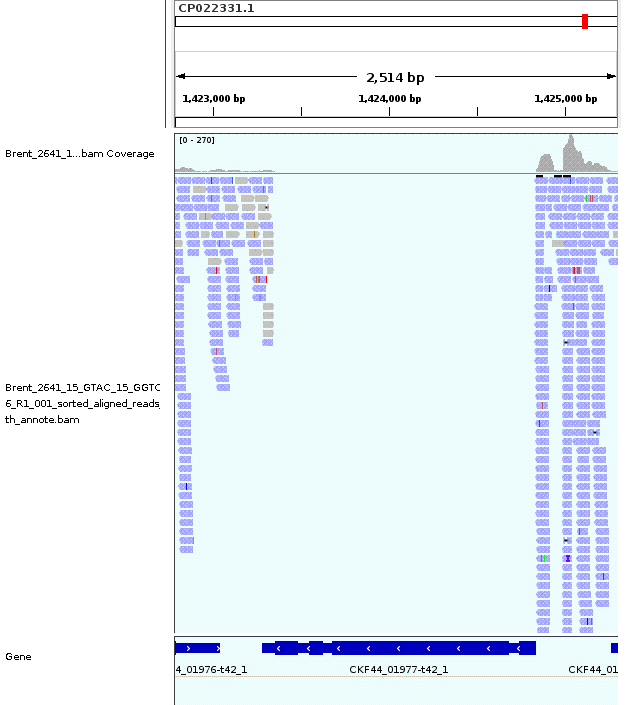 CP022331.1
2,514 bp
1,423,000 bp 1,424,000 bp 1,425,000 bp
[0 - 270]
Brent_2641_1...bam Coverage
Brent_2641_15_GTAC_15_GGTC
6_R1_001_sorted_aligned_reads_
th_annote.bam
Gene
4_01976-t42_1 CKF44_01977-t42_1 CKF44_01